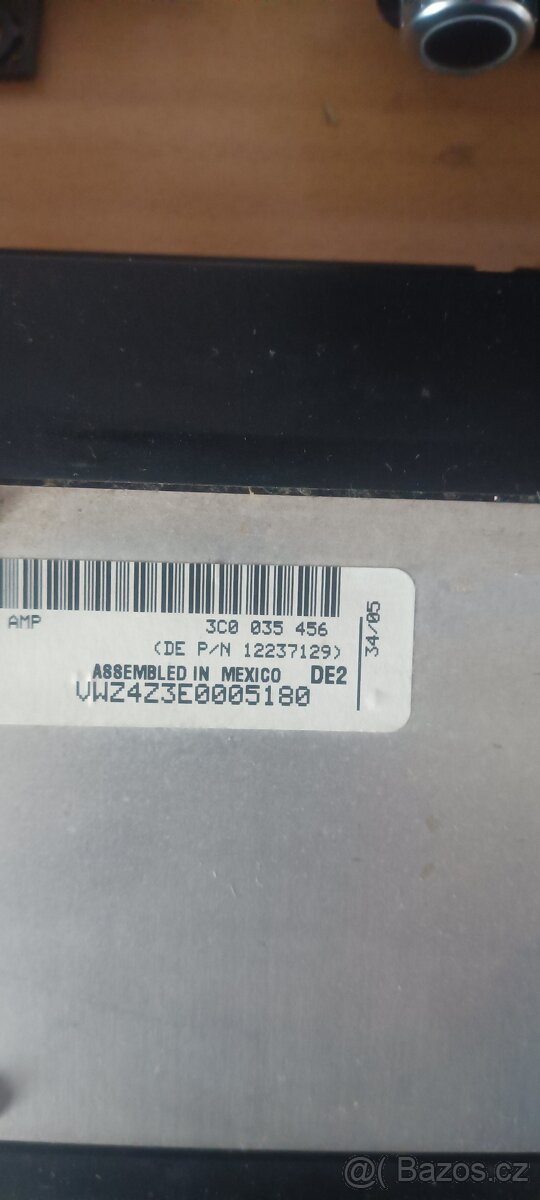 AMP 3C0 035 456
(DE P/N 12237129)
ASSEMBLED IN MEXICO DE2
VWZ4Z3E0005180
34/05
@( Bazos.cz